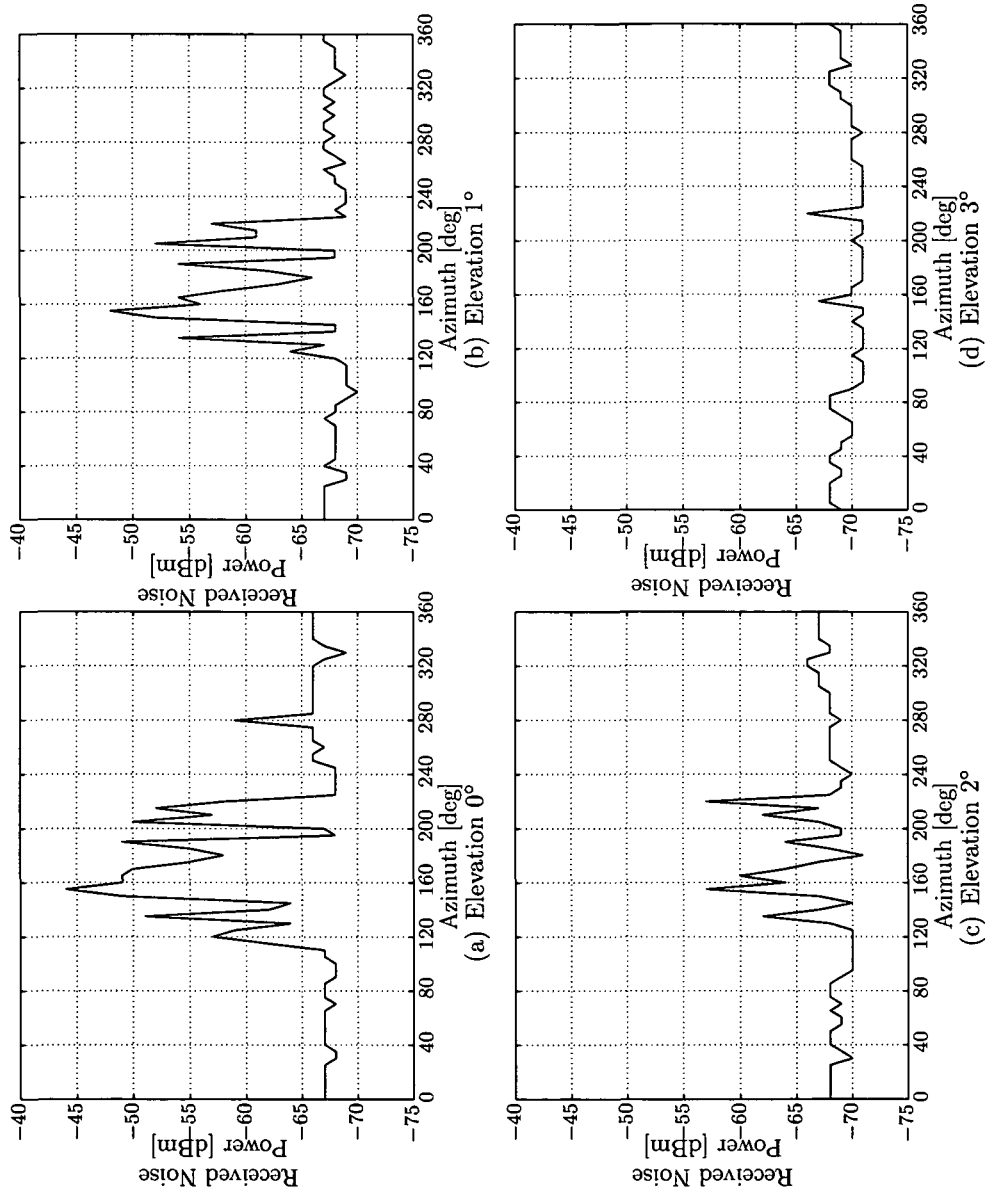 Received Noise
Power [dBm]
−40
−45
−50
−55
−60
−65
−70
−75
0 40 80 120 160 200 240 280 320 360
Azimuth [deg]
(a) Elevation 0°
Received Noise
Power [dBm]
−40
−45
−50
−55
−60
−65
−70
−75
0 40 80 120 160 200 240 280 320 360
Azimuth [deg]
(b) Elevation 1°
Received Noise
Power [dBm]
−40
−45
−50
−55
−60
−65
−70
−75
0 40 80 120 160 200 240 280 320 360
Azimuth [deg]
(c) Elevation 2°
Received Noise
Power [dBm]
−40
−45
−50
−55
−60
−65
−70
−75
0 40 80 120 160 200 240 280 320 360
Azimuth [deg]
(d) Elevation 3°